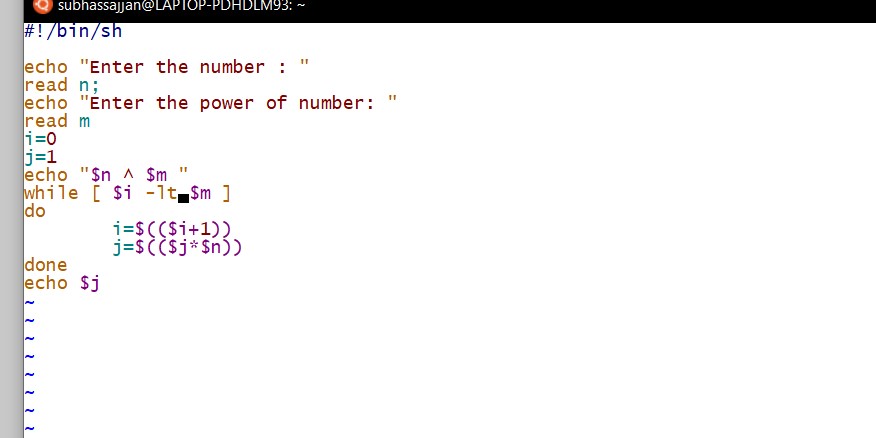 subhassajjan@LAPTOP-PDHDLM93: ~
#!/bin/sh
echo "Enter the number : "
read n;
echo "Enter the power of number: "
read m
i=0
j=1
echo "$n ^ $m "
while [ $i -lt $m ]
do
i=$(($i+1))
j=$(($j*$n))
done
echo $j
~
~
~
~
~
~
~
~